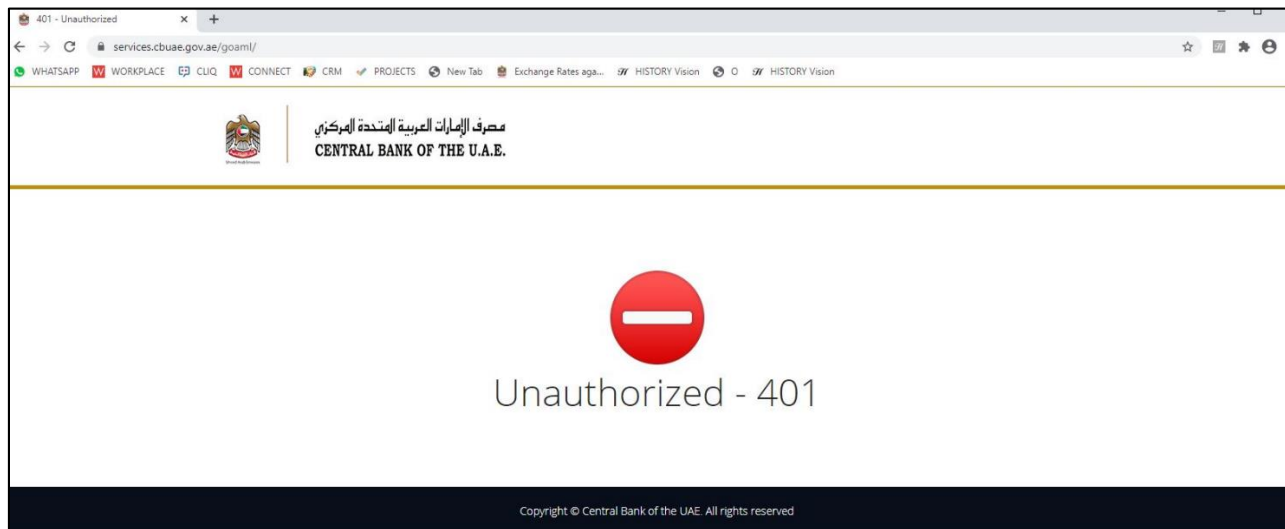 401 - Unauthorized
services.cbuae.gov.ae/goaml/
WHATSAPP WORKPLACE CLIQ CONNECT CRM PROJECTS New Tab Exchange Rates aga... HISTORY Vision O HISTORY Vision
مصرف الإمارات العربية المتحدة المركزي
CENTRAL BANK OF THE U.A.E.
Unauthorized - 401
Copyright © Central Bank of the UAE. All rights reserved